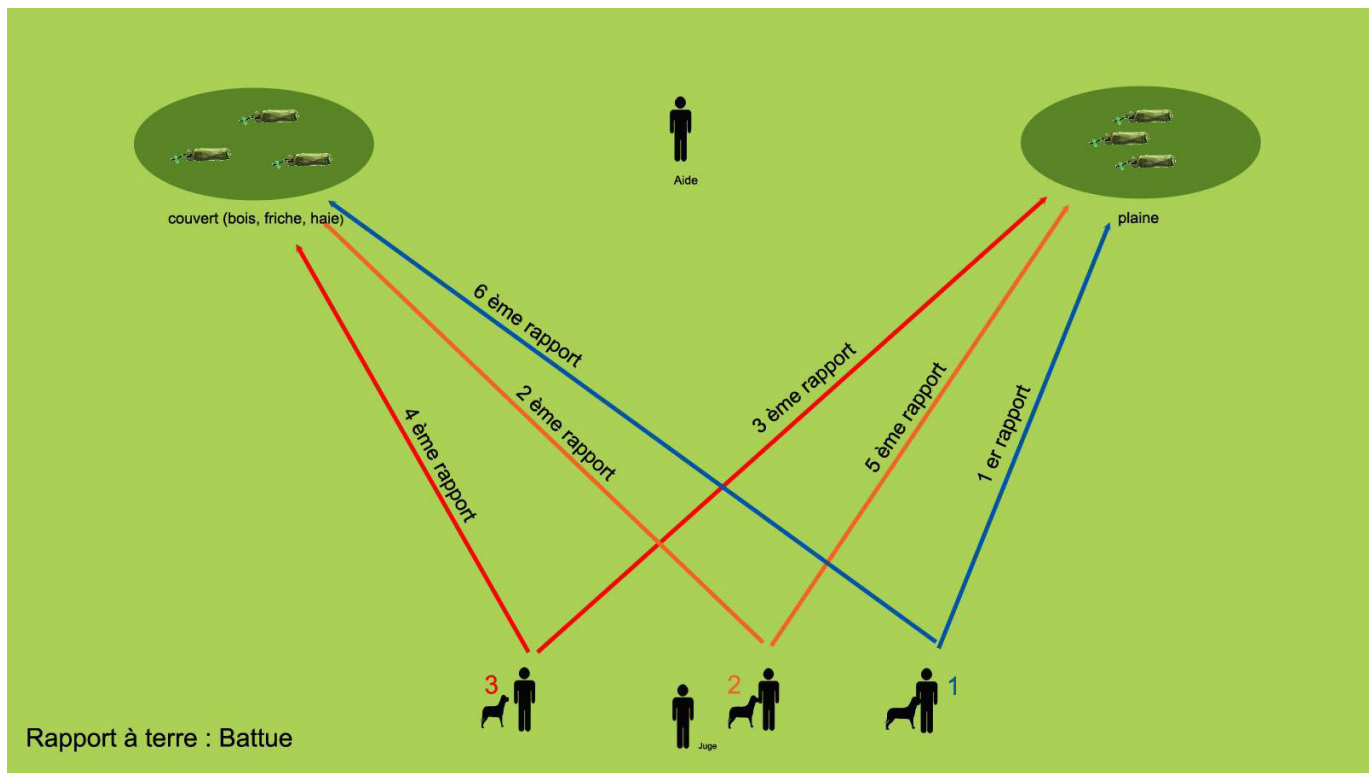 Aide
couvert (bois, friche, haie)
plaine
6 ème rapport
3 ème rapport
2 ème rapport
5 ème rapport
4 ème rapport
1 er rapport
3
2
1
Juge
Rapport à terre : Battue